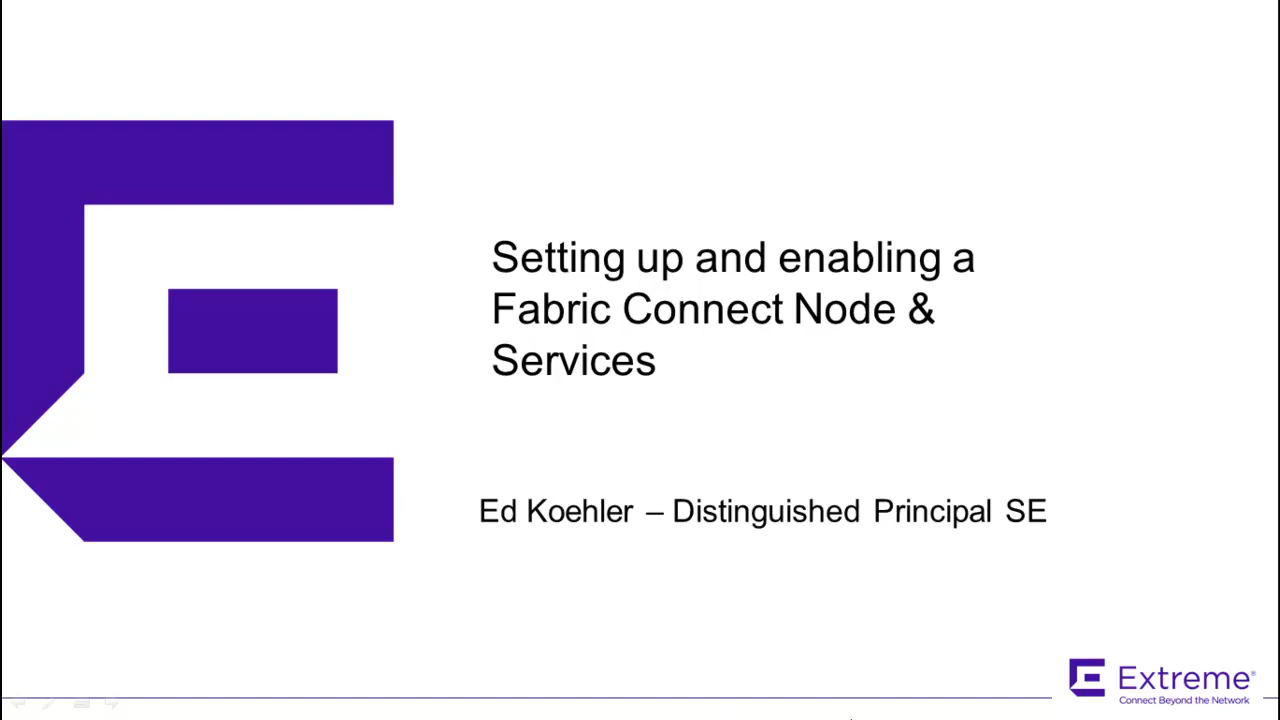 Setting up and enabling a
Fabric Connect Node &
Services
Ed Koehler – Distinguished Principal SE
Extreme®
Connect Beyond the Network